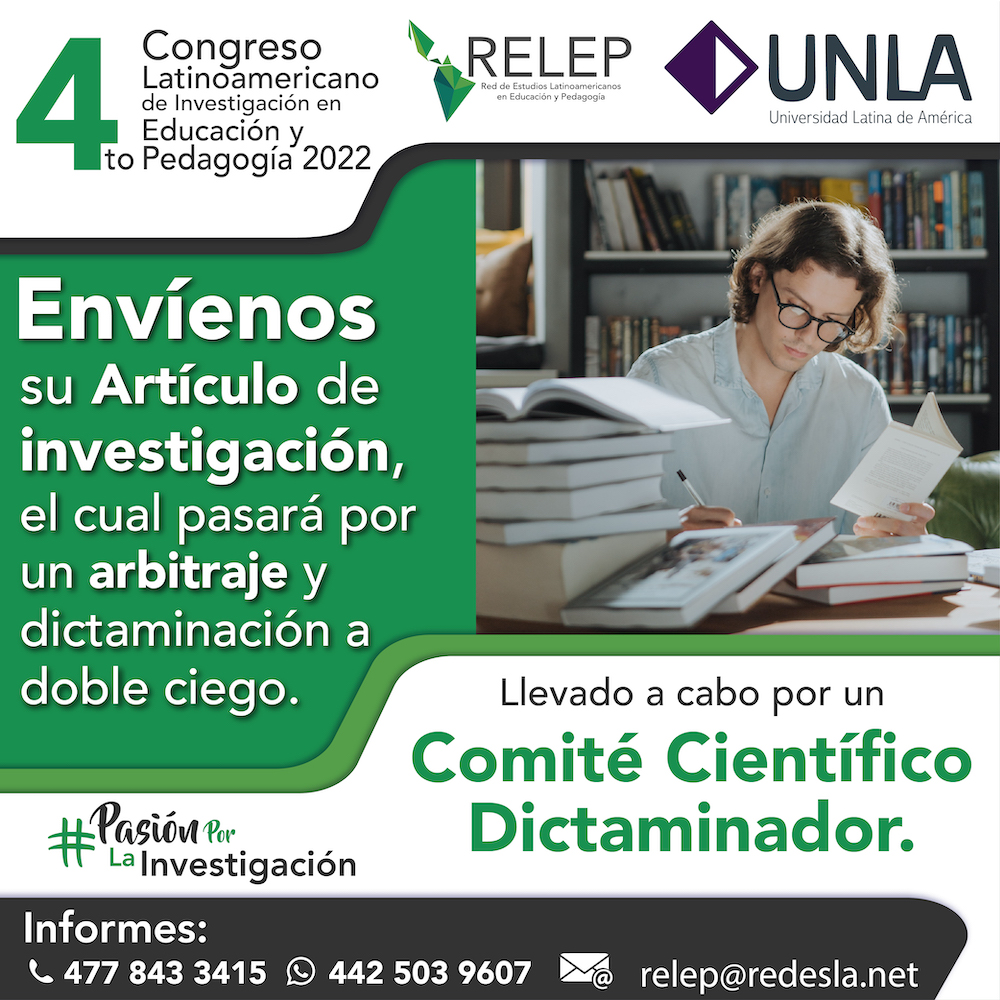 4to
Congreso
Latinoamericano
de Investigación en
Educación y
Pedagogía 2022
RELEP
Red de Estudios Latinoamericanos
en Educación y Pedagogía
UNLA
Universidad Latina de América
Envíenos
su Artículo de
investigación,
el cual pasará por
un arbitraje y
dictaminación a
doble ciego.
Llevado a cabo por un
Comité Científico
Dictaminador.
#Pasión Por
La Investigación
Informes:
477 843 3415 442 503 9607 relep@redesla.net